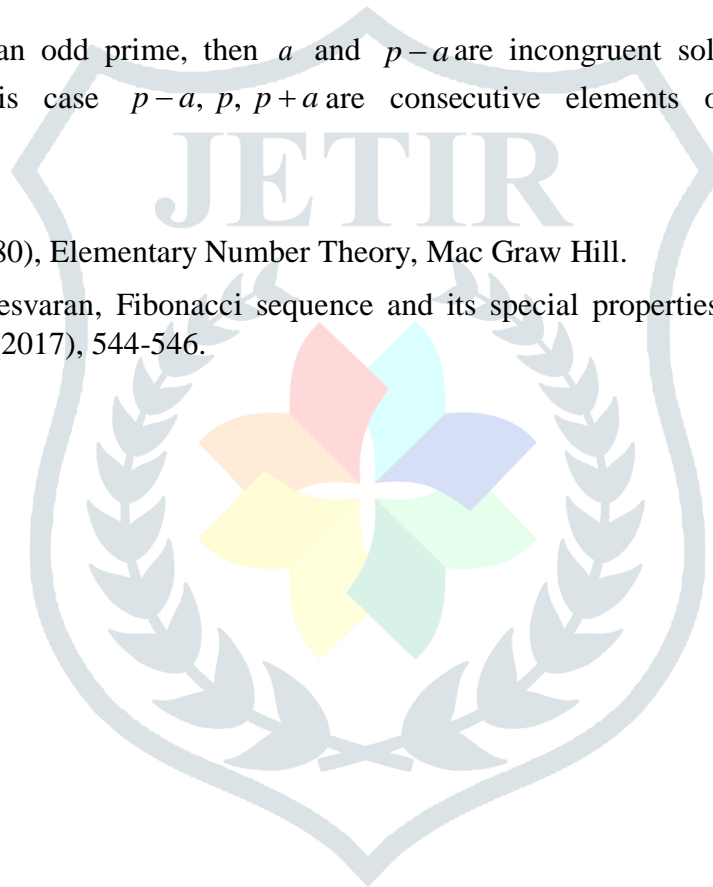 an odd prime, then a and p − a are incongruent sol
is case p − a, p, p + a are consecutive elements o
JETIR
80), Elementary Number Theory, Mac Graw Hill.
esvaran, Fibonacci sequence and its special properties
2017), 544-546.